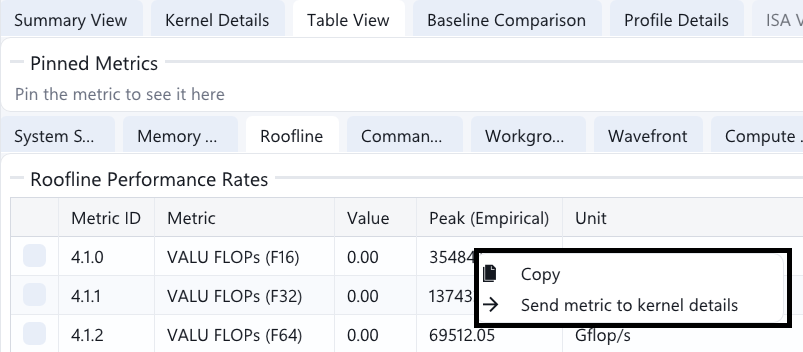 Summary View Kernel Details Table View Baseline Comparison Profile Details ISA
Pinned Metrics
Pin the metric to see it here
System S... Memory ... Roofline Comman... Workgro... Wavefront Compute
Roofline Performance Rates
Metric ID Metric Value Peak (Empirical) Unit
4.1.0 VALU FLOPs (F16) 0.00 35484
Copy
4.1.1 VALU FLOPs (F32) 0.00 13743
Send metric to kernel details
4.1.2 VALU FLOPs (F64) 0.00 69512.05 Gflop/s